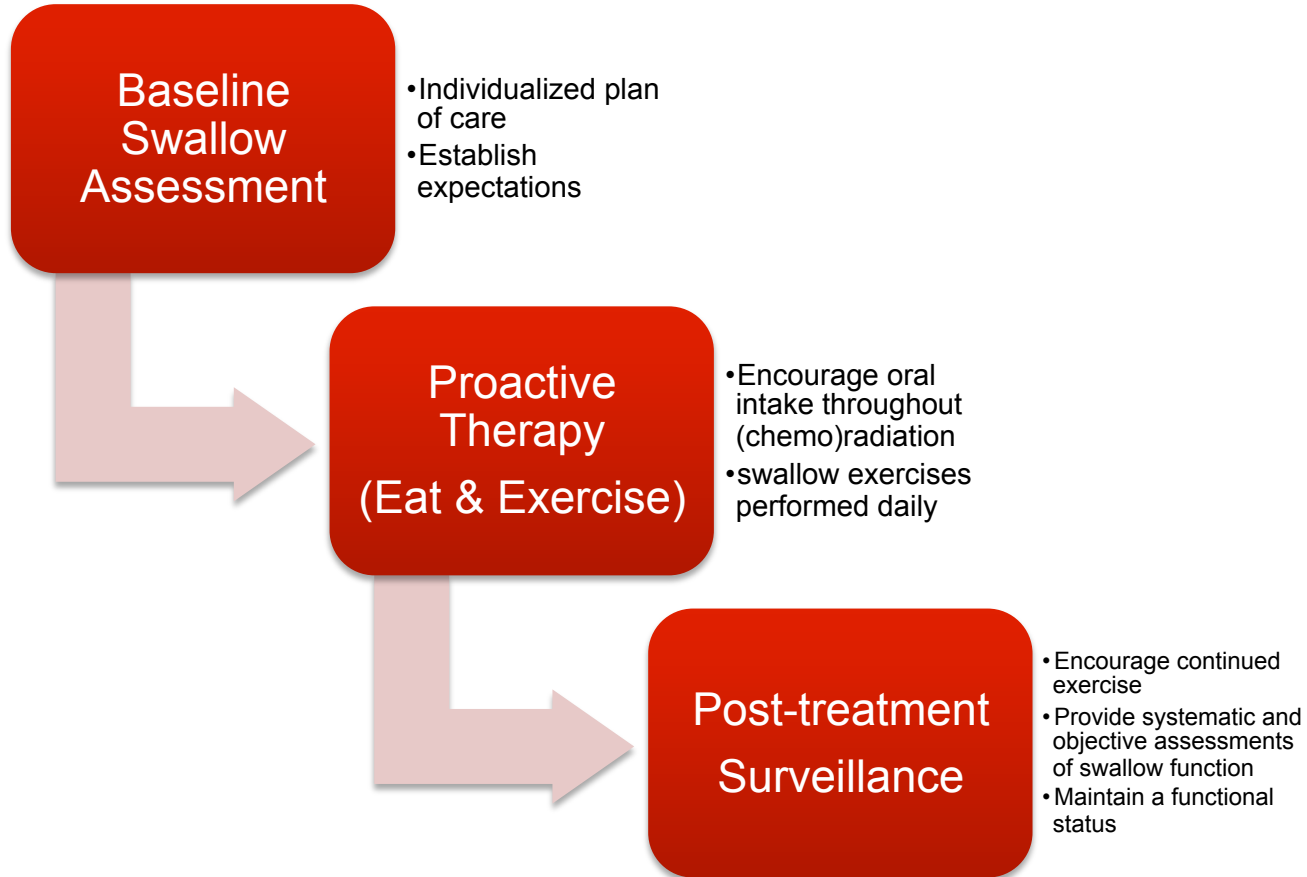 Baseline
Swallow
Assessment
•Individualized plan
of care
•Establish
expectations
Proactive
Therapy
(Eat & Exercise)
•Encourage oral
intake throughout
(chemo)radiation
•swallow exercises
performed daily
Post-treatment
Surveillance
•Encourage continued
exercise
•Provide systematic and
objective assessments
of swallow function
•Maintain a functional
status